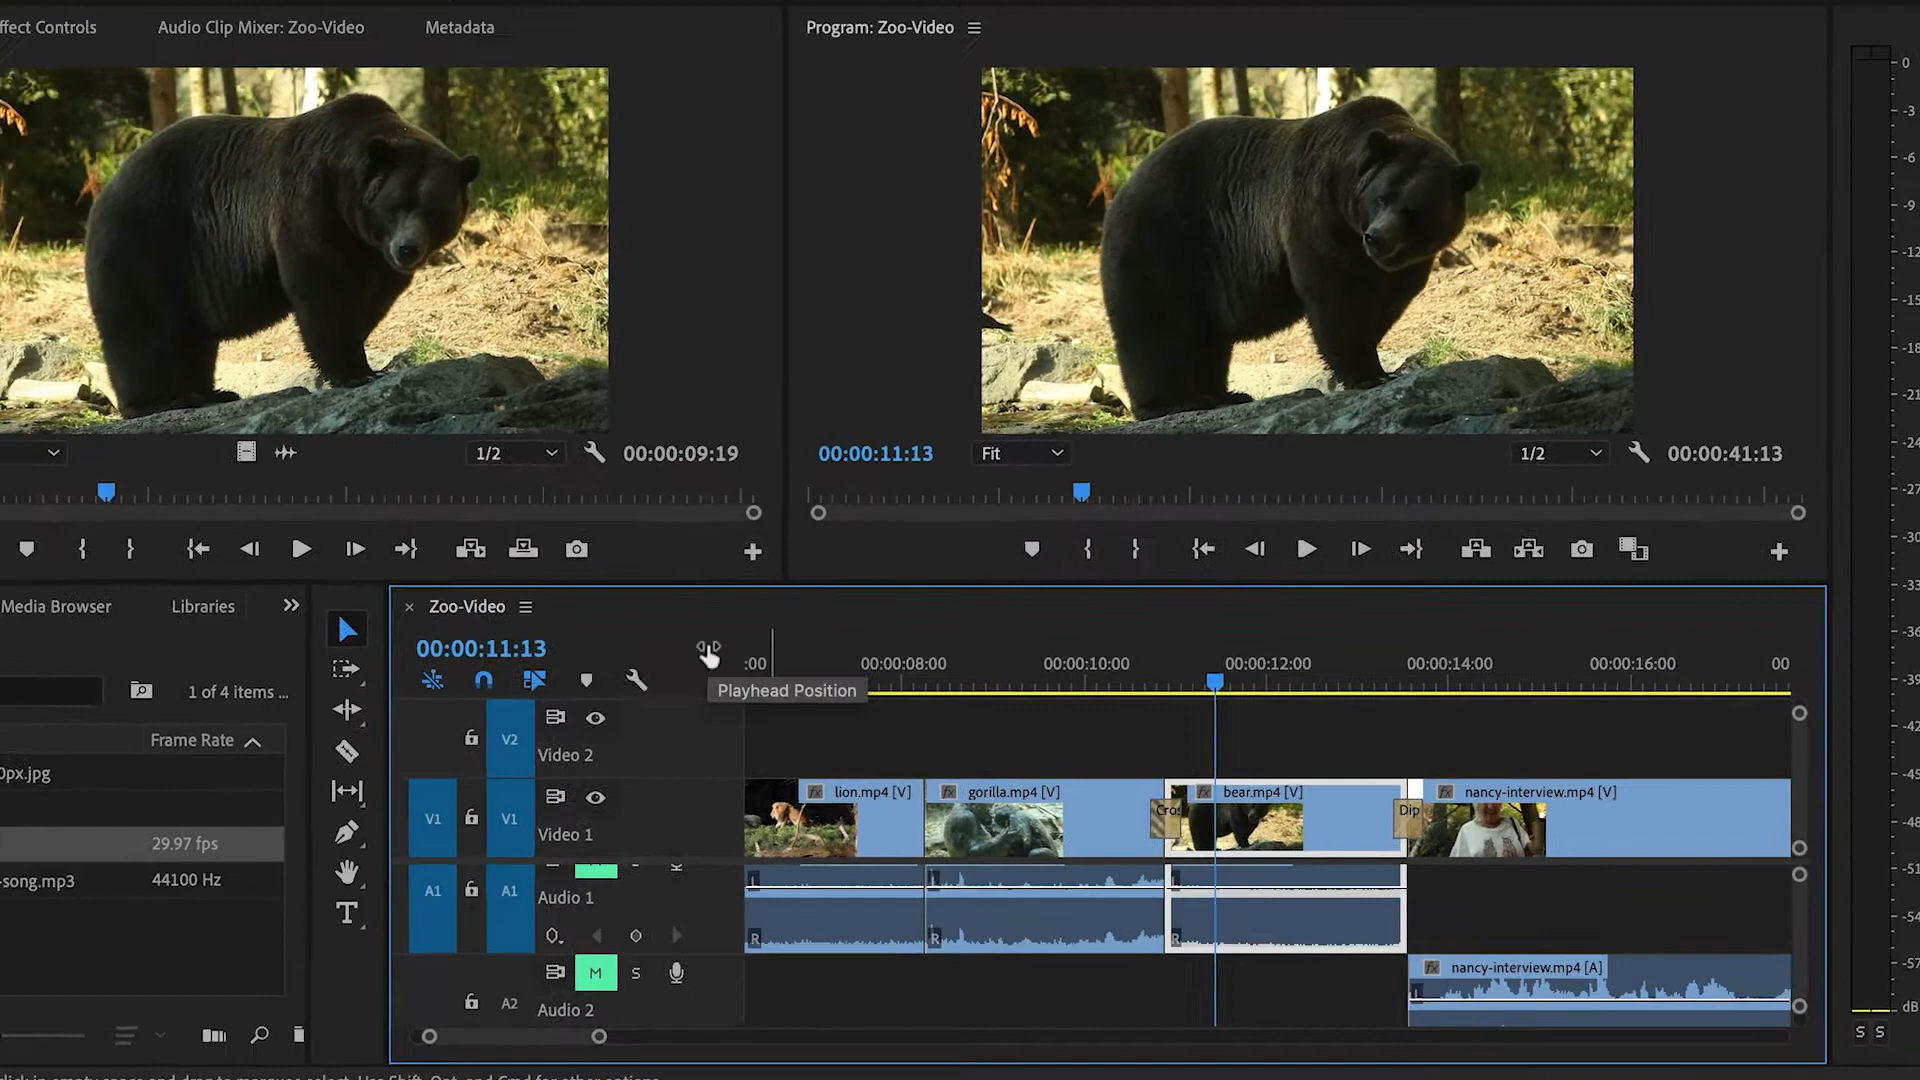 ffect Controls
Audio Clip Mixer: Zoo-Video
Metadata
Program: Zoo-Video
1/2
00:00:09:19
00:00:11:13
Fit
1/2
00:00:41:13
0
-3
-6
-9
-12
-15
-18
-21
-24
-27
-30
-33
-36
-39
-42
-45
-48
-51
-54
-57
dB
S S
Media Browser
Libraries
1 of 4 items ...
Frame Rate
0px.jpg
29.97 fps
-song.mp3
44100 Hz
Zoo-Video
00:00:11:13
:00
00:00:08:00
00:00:10:00
00:00:12:00
00:00:14:00
00:00:16:00
00
Playhead Position
V2
Video 2
V1
V1
Video 1
lion.mp4 [V]
gorilla.mp4 [V]
Cros
bear.mp4 [V]
Dip
nancy-interview.mp4 [V]
fx
fx
fx
fx
A1
A1
Audio 1
L
L
R
R
R
M
S
A2
Audio 2
fx
nancy-interview.mp4 [A]
L